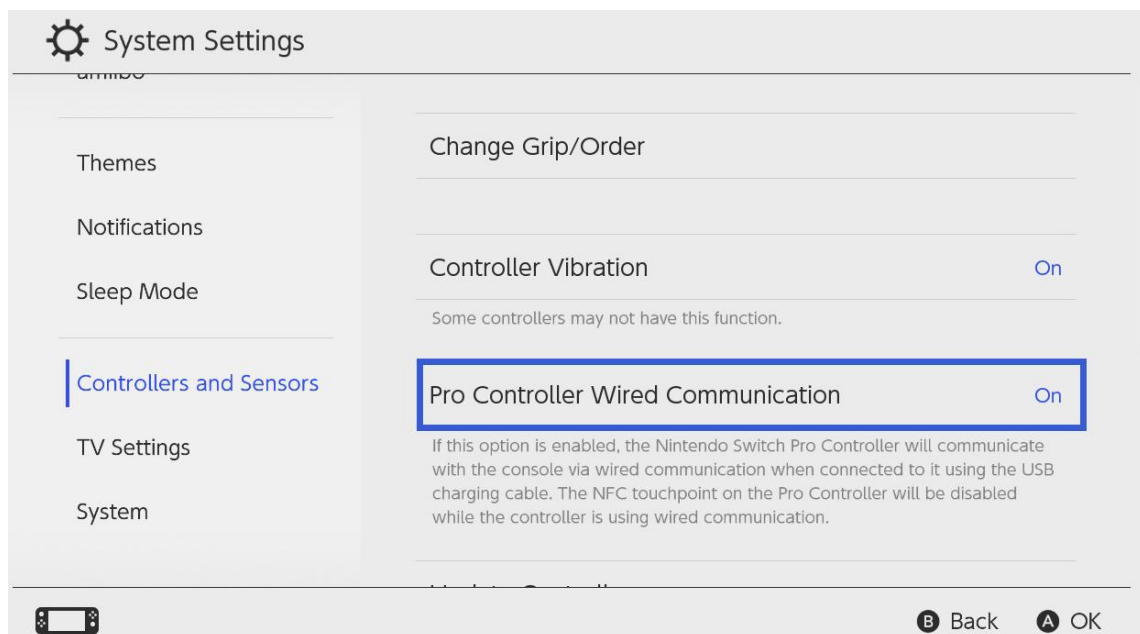 System Settings
amiibo
Themes
Notifications
Sleep Mode
Controllers and Sensors
TV Settings
System
Change Grip/Order
Controller Vibration On
Some controllers may not have this function.
Pro Controller Wired Communication On
If this option is enabled, the Nintendo Switch Pro Controller will communicate
with the console via wired communication when connected to it using the USB
charging cable. The NFC touchpoint on the Pro Controller will be disabled
while the controller is using wired communication.
B Back A OK